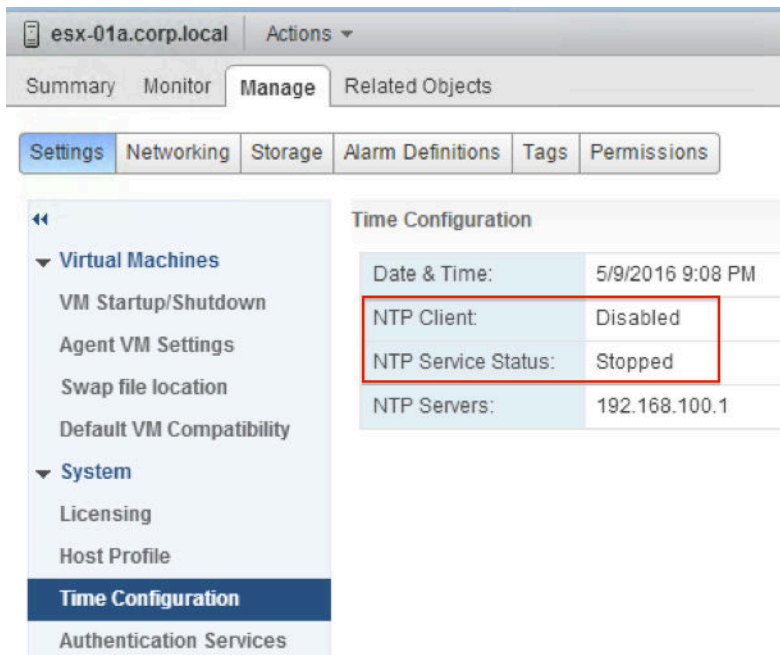 esx-01a.corp.local Actions
Summary Monitor Manage Related Objects
Settings Networking Storage Alarm Definitions Tags Permissions
Time Configuration
Virtual Machines
VM Startup/Shutdown
Agent VM Settings
Swap file location
Default VM Compatibility
System
Licensing
Host Profile
Time Configuration
Authentication Services
Date & Time: 5/9/2016 9:08 PM
NTP Client: Disabled
NTP Service Status: Stopped
NTP Servers: 192.168.100.1